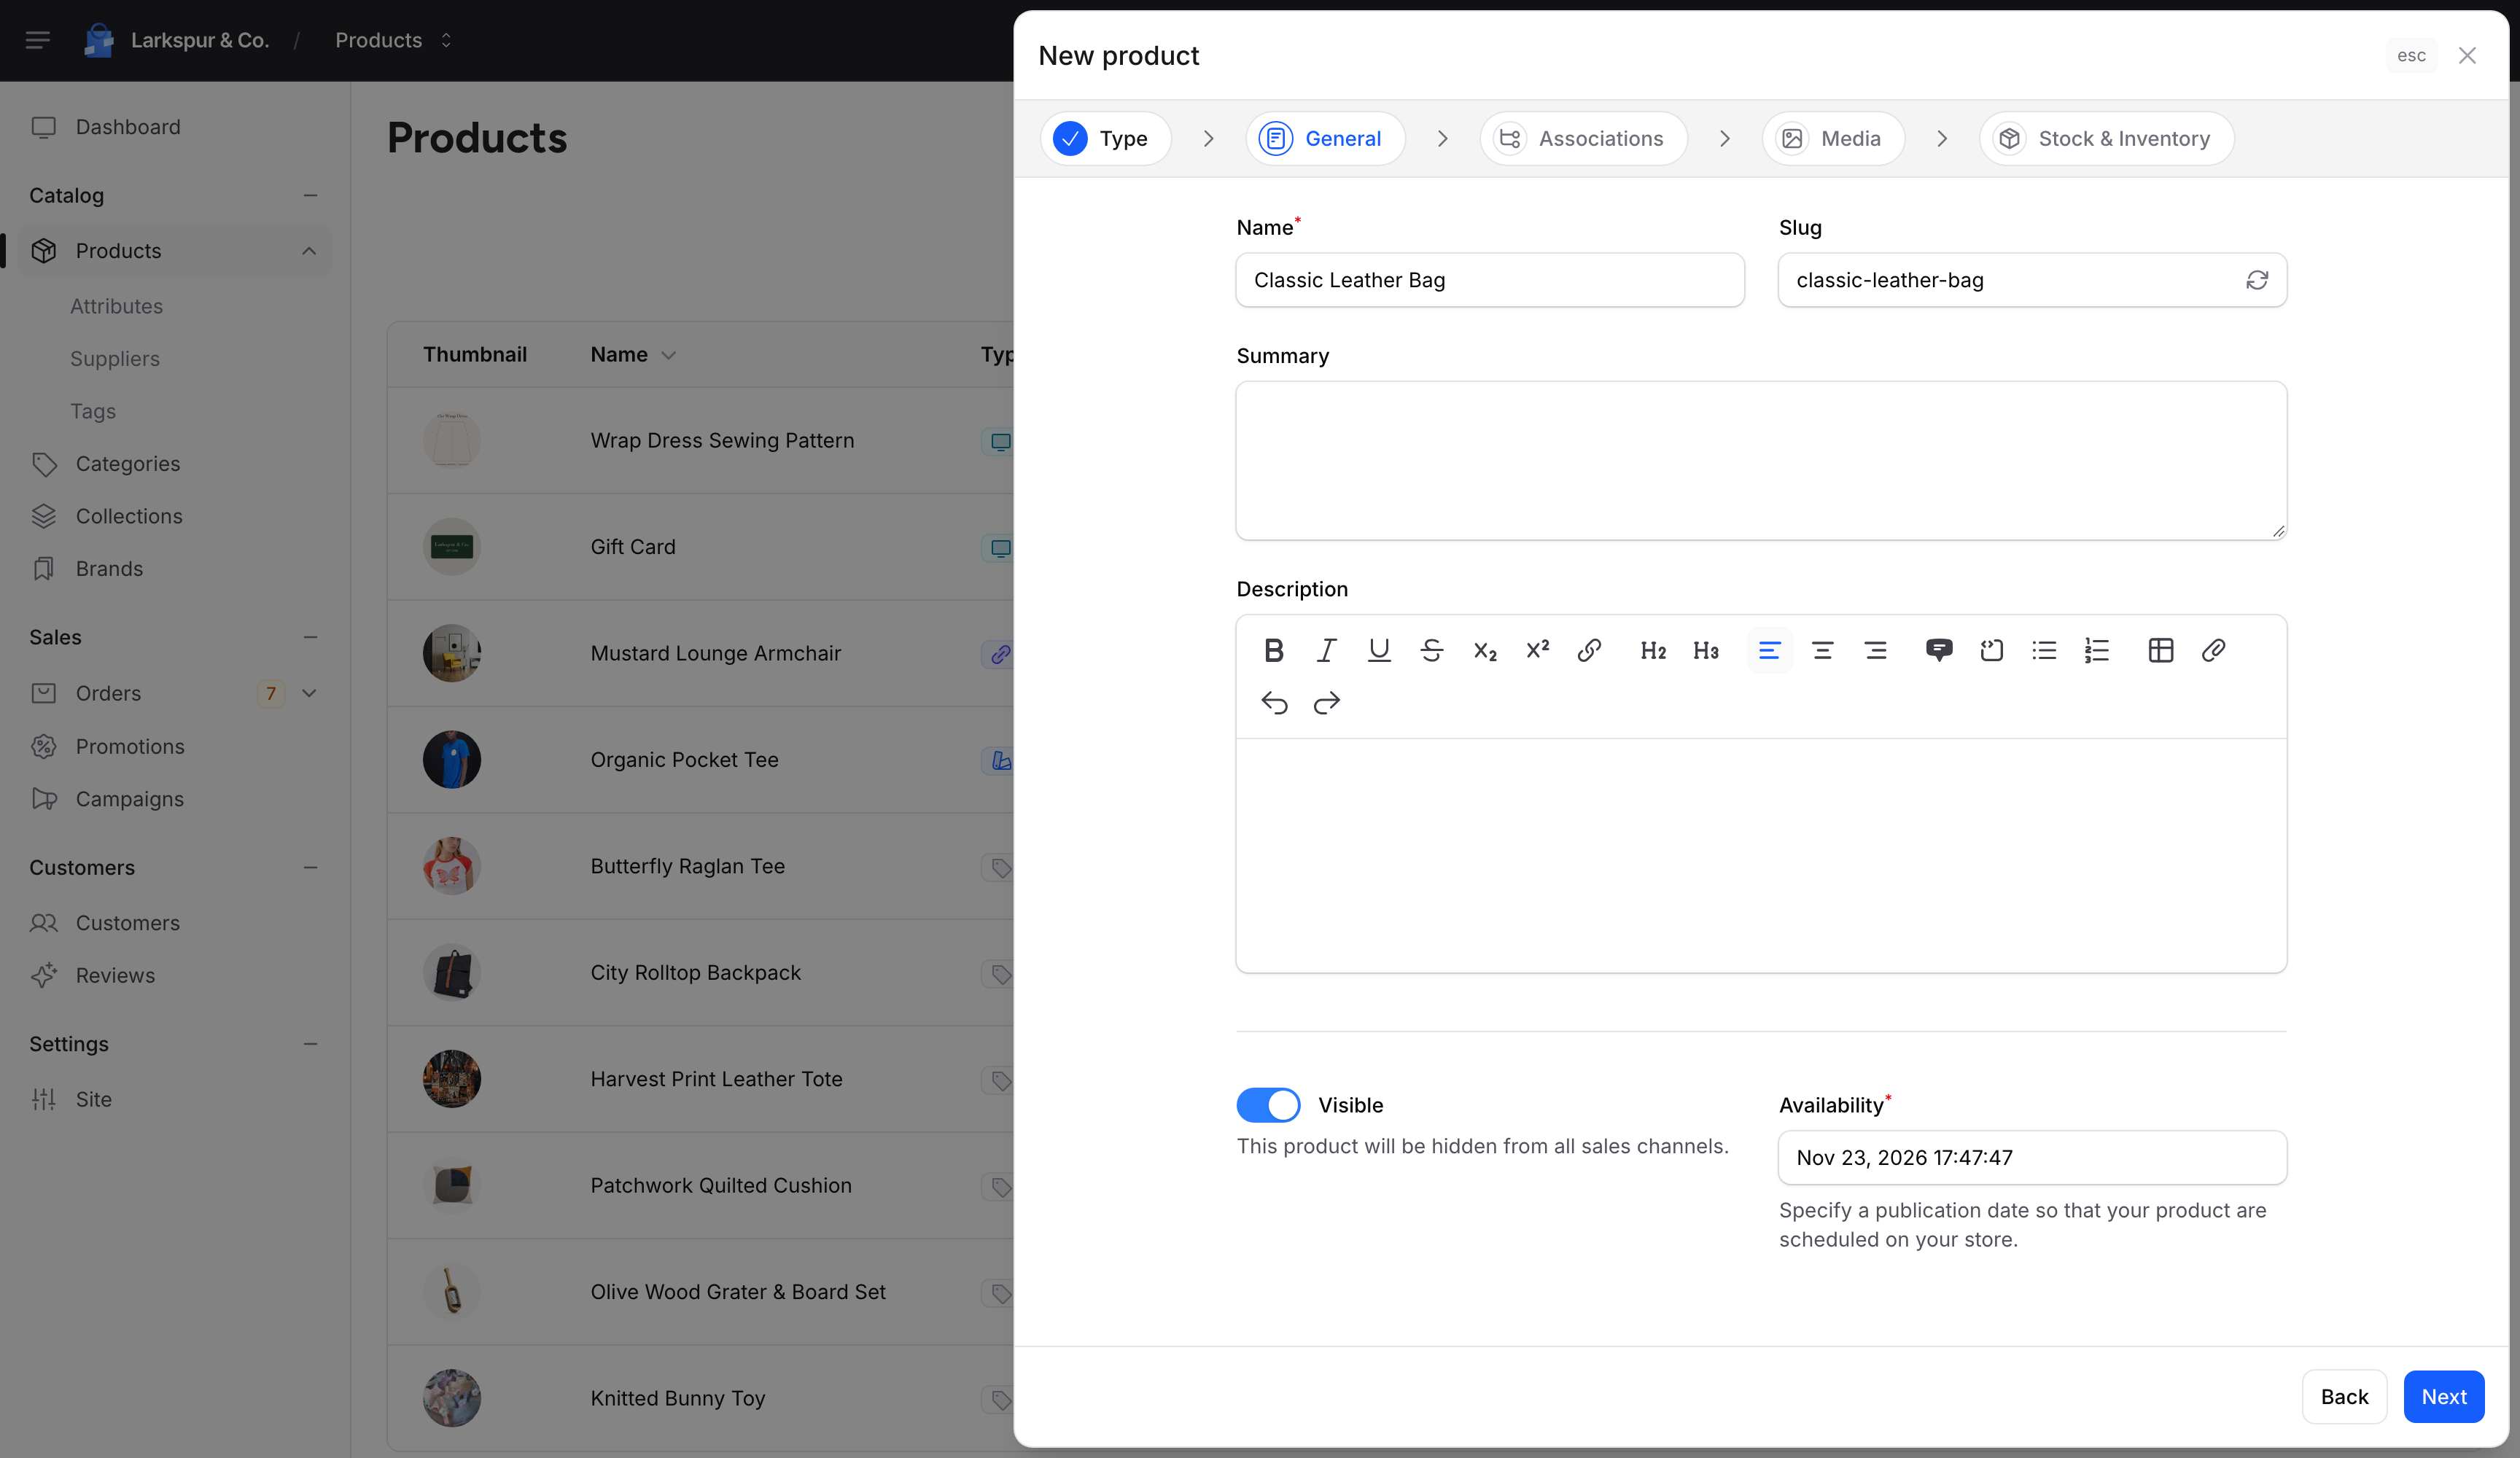 Larkspur & Co. / Products
Dashboard
Catalog
Products
Attributes
Suppliers
Tags
Categories
Collections
Brands
Sales
Orders 7
Promotions
Campaigns
Customers
Customers
Reviews
Settings
Site
Products
Thumbnail Name Typ
Wrap Dress Sewing Pattern
Gift Card
Mustard Lounge Armchair
Organic Pocket Tee
Butterfly Raglan Tee
City Rolltop Backpack
Harvest Print Leather Tote
Patchwork Quilted Cushion
Olive Wood Grater & Board Set
Knitted Bunny Toy
New product esc
Type General Associations Media Stock & Inventory
Name* Slug
Classic Leather Bag classic-leather-bag
Summary
Description
B I U S X₂ X² H2 H3
Visible Availability*
This product will be hidden from all sales channels. Nov 23, 2026 17:47:47
Specify a publication date so that your product are
scheduled on your store.
Back Next